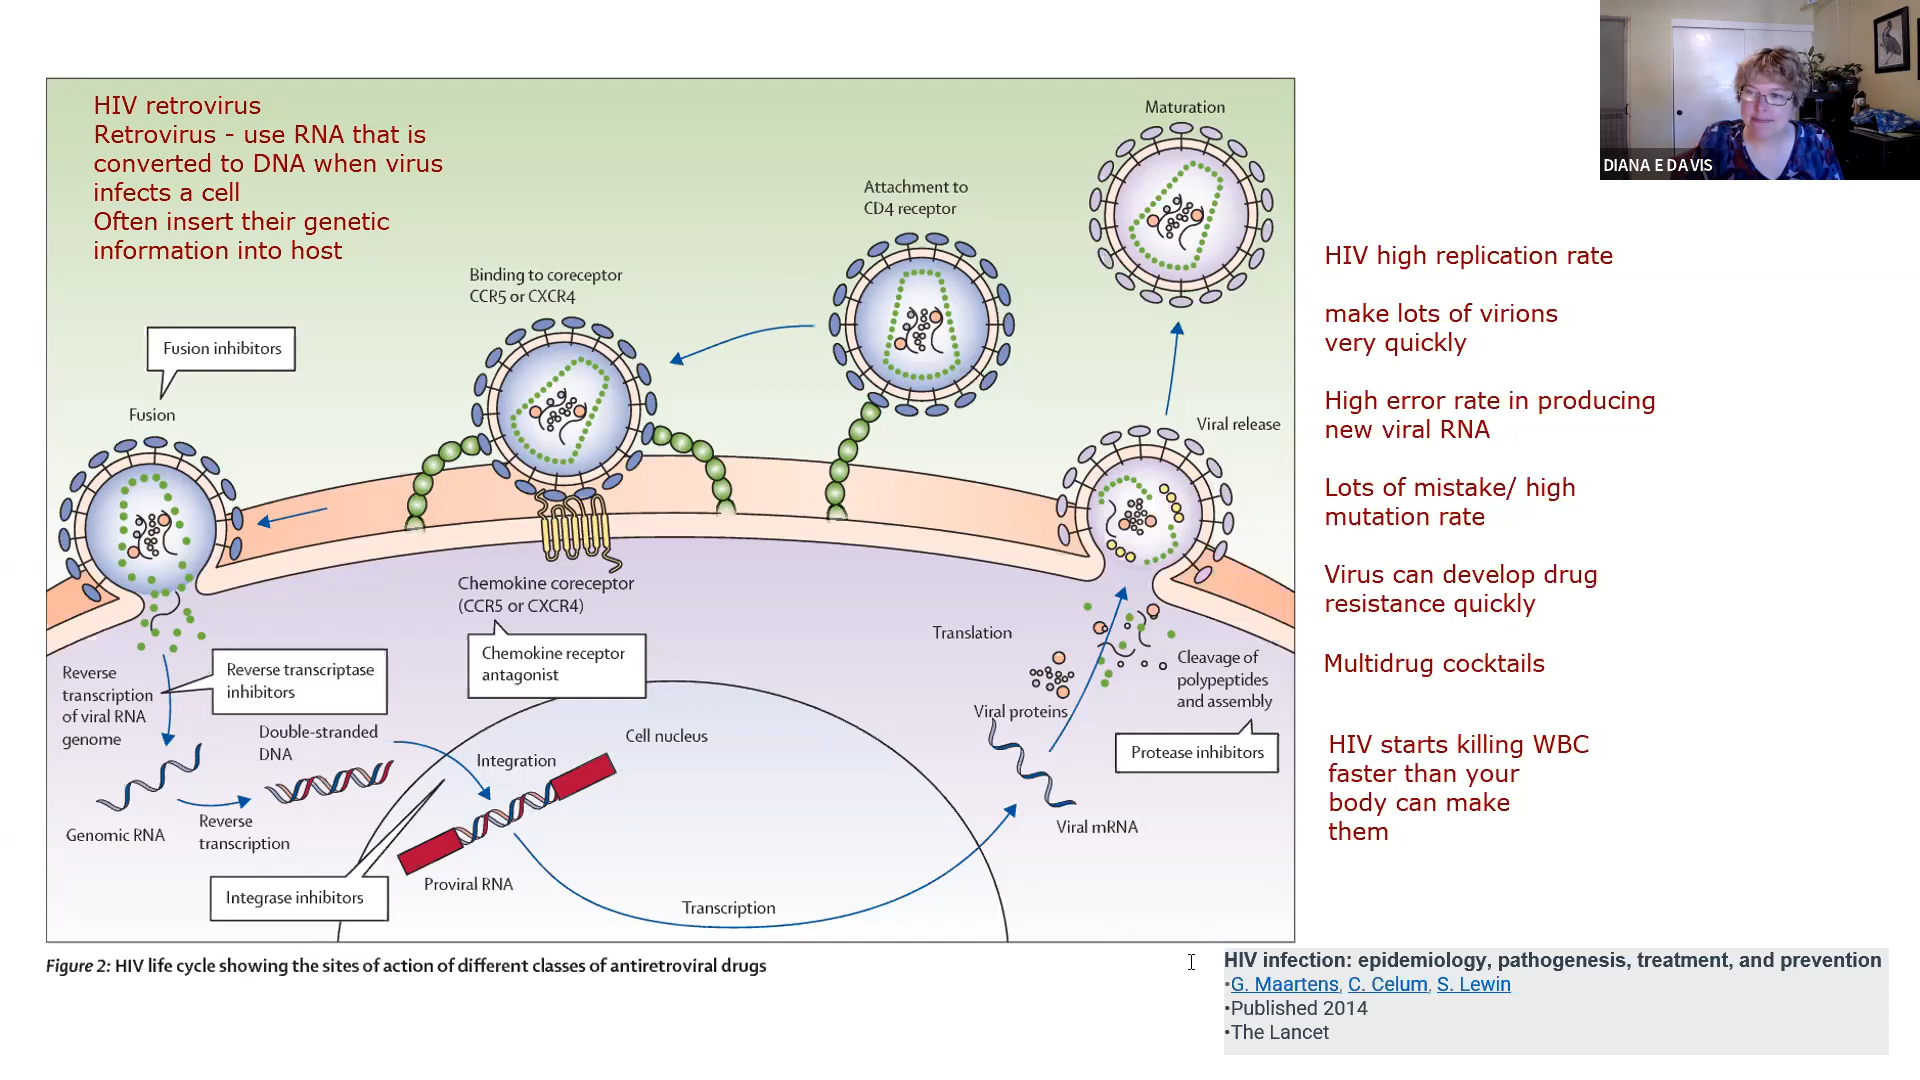 HIV retrovirus
Retrovirus - use RNA that is
converted to DNA when virus
infects a cell
Often insert their genetic
information into host
Maturation
Attachment to
CD4 receptor
Binding to coreceptor
CCR5 or CXCR4
Fusion inhibitors
Fusion
Viral release
Chemokine coreceptor
(CCR5 or CXCR4)
Chemokine receptor
antagonist
Reverse
transcription
of viral RNA
genome
Reverse transcriptase
inhibitors
Double-stranded
DNA
Genomic RNA
Reverse
transcription
Integration
Cell nucleus
Integrase inhibitors
Proviral RNA
Transcription
Translation
Viral proteins
Viral mRNA
Cleavage of
polypeptides
and assembly
Protease inhibitors
Figure 2: HIV life cycle showing the sites of action of different classes of antiretroviral drugs
DIANA E DAVIS
HIV high replication rate
make lots of virions
very quickly
High error rate in producing
new viral RNA
Lots of mistake/ high
mutation rate
Virus can develop drug
resistance quickly
Multidrug cocktails
HIV starts killing WBC
faster than your
body can make
them
HIV infection: epidemiology, pathogenesis, treatment, and prevention
•G. Maartens, C. Celum, S. Lewin
•Published 2014
•The Lancet